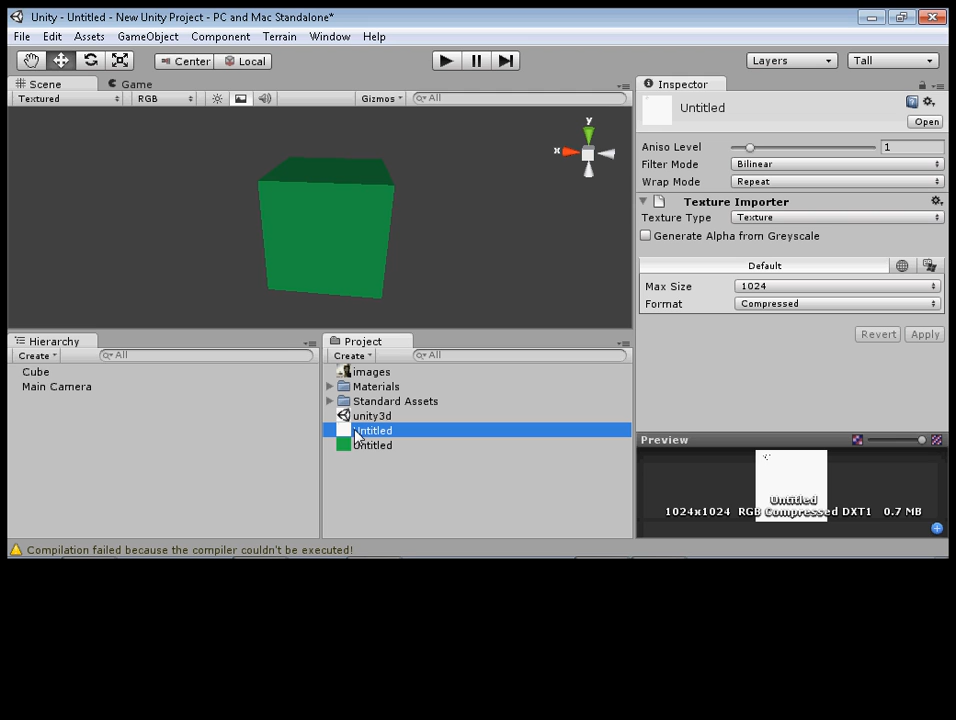 Unity - Untitled - New Unity Project - PC and Mac Standalone*
File Edit Assets GameObject Component Terrain Window Help
Center Local Layers Tall
Scene Game
Textured RGB Gizmos All
y
x
Inspector
Untitled
Open
Aniso Level 1
Filter Mode Bilinear
Wrap Mode Repeat
Texture Importer
Texture Type Texture
Generate Alpha from Greyscale
Default
Max Size 1024
Format Compressed
Revert Apply
Hierarchy
Create All
Cube
Main Camera
Project
Create All
images
Materials
Standard Assets
unity3d
Untitled
Untitled
Preview
Untitled
1024x1024 RGB Compressed DXT1 0.7 MB
Compilation failed because the compiler couldn't be executed!